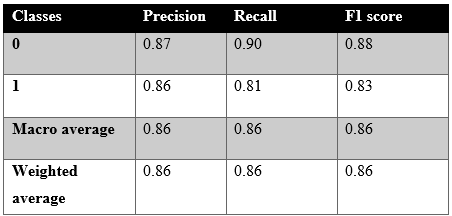 Classes Precision Recall F1 score
0 0.87 0.90 0.88
1 0.86 0.81 0.83
Macro average 0.86 0.86 0.86
Weighted 0.86 0.86 0.86
average